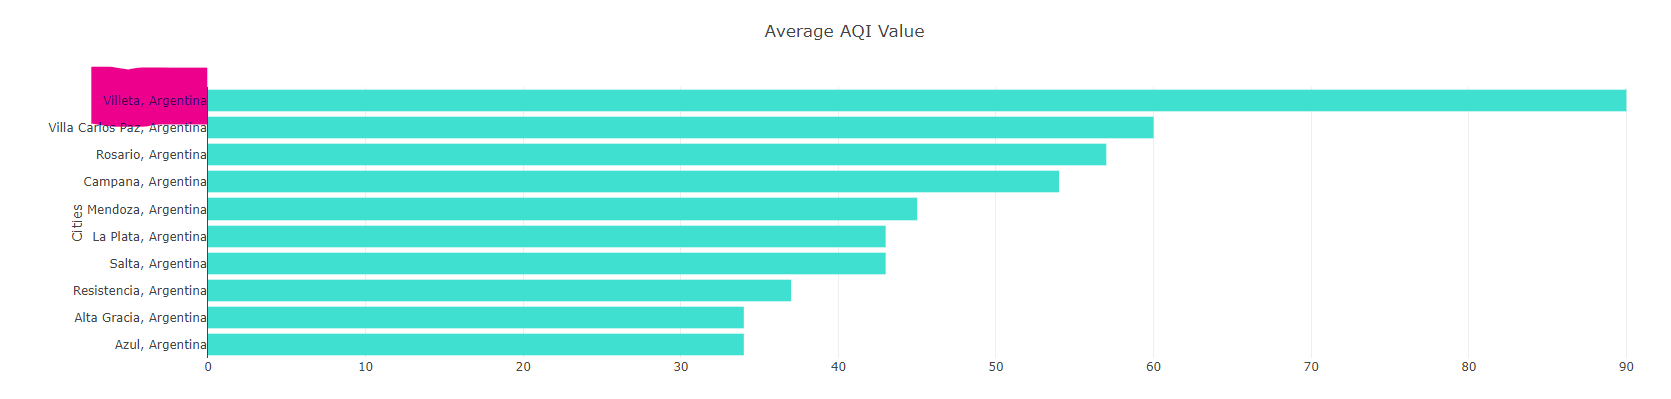 Average AQI Value
Cities
Villeta, Argentina
Villa Carlos Paz, Argentina
Rosario, Argentina
Campana, Argentina
Mendoza, Argentina
La Plata, Argentina
Salta, Argentina
Resistencia, Argentina
Alta Gracia, Argentina
Azul, Argentina
0 10 20 30 40 50 60 70 80 90